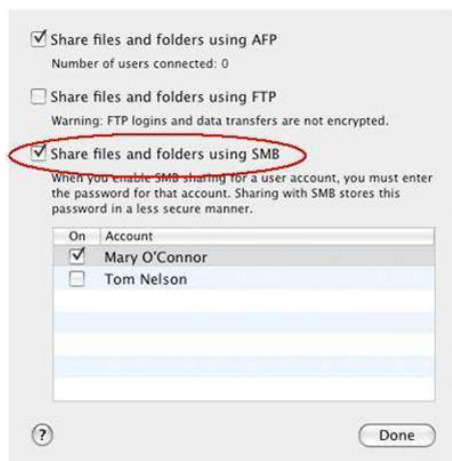 Share files and folders using AFP
Number of users connected: 0
Share files and folders using FTP
Warning: FTP logins and data transfers are not encrypted.
Share files and folders using SMB
When you enable SMB sharing for a user account, you must enter
the password for that account. Sharing with SMB stores this
password in a less secure manner.
On Account
Mary O'Connor
Tom Nelson
? Done